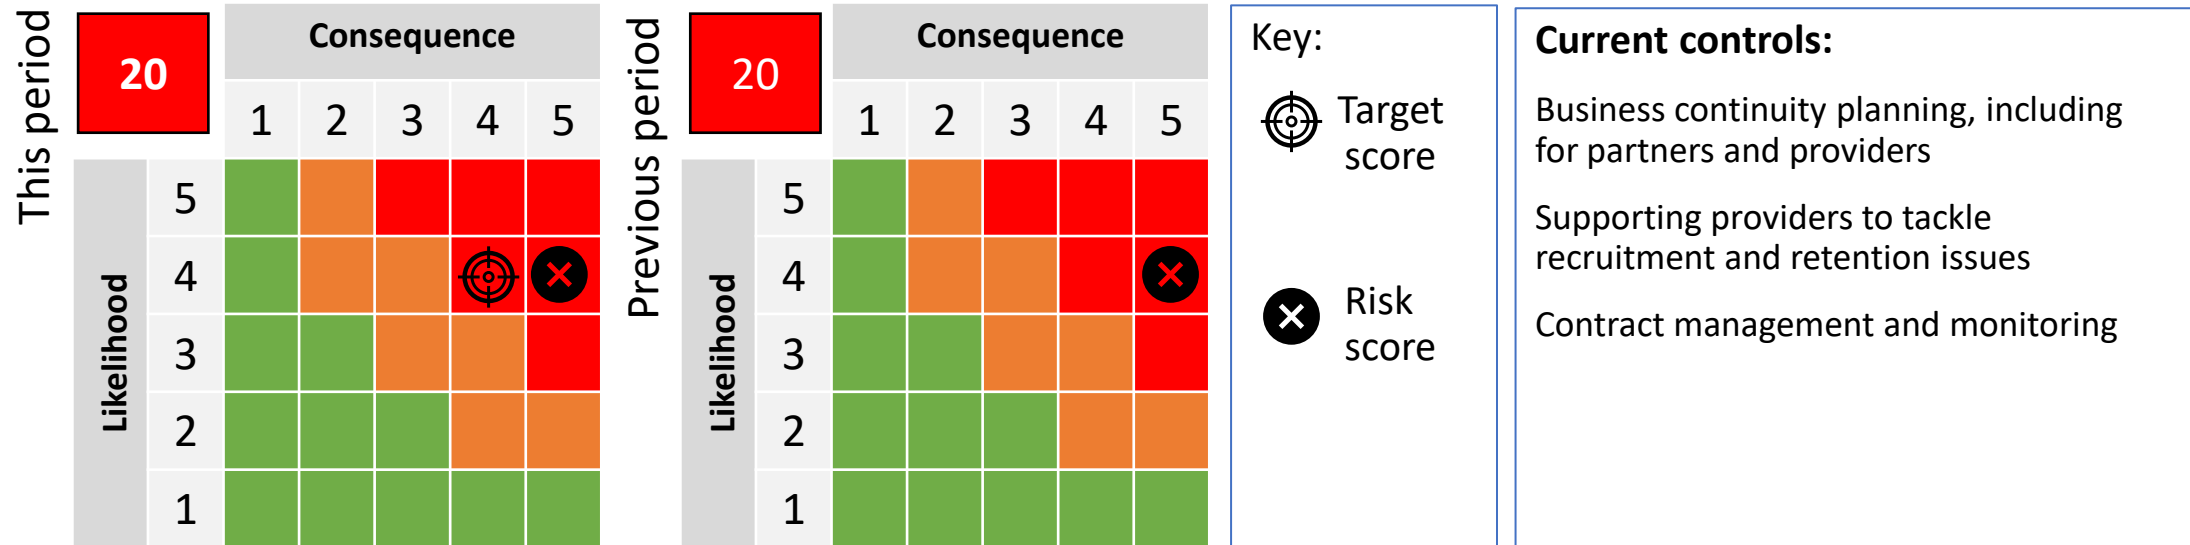 This period
20
Consequence
1 2 3 4 5
Likelihood
5
4
3
2
1
Previous period
20
Consequence
1 2 3 4 5
Likelihood
5
4
3
2
1
Key:
Target
score
Risk
score
Current controls:
Business continuity planning, including
for partners and providers
Supporting providers to tackle
recruitment and retention issues
Contract management and monitoring